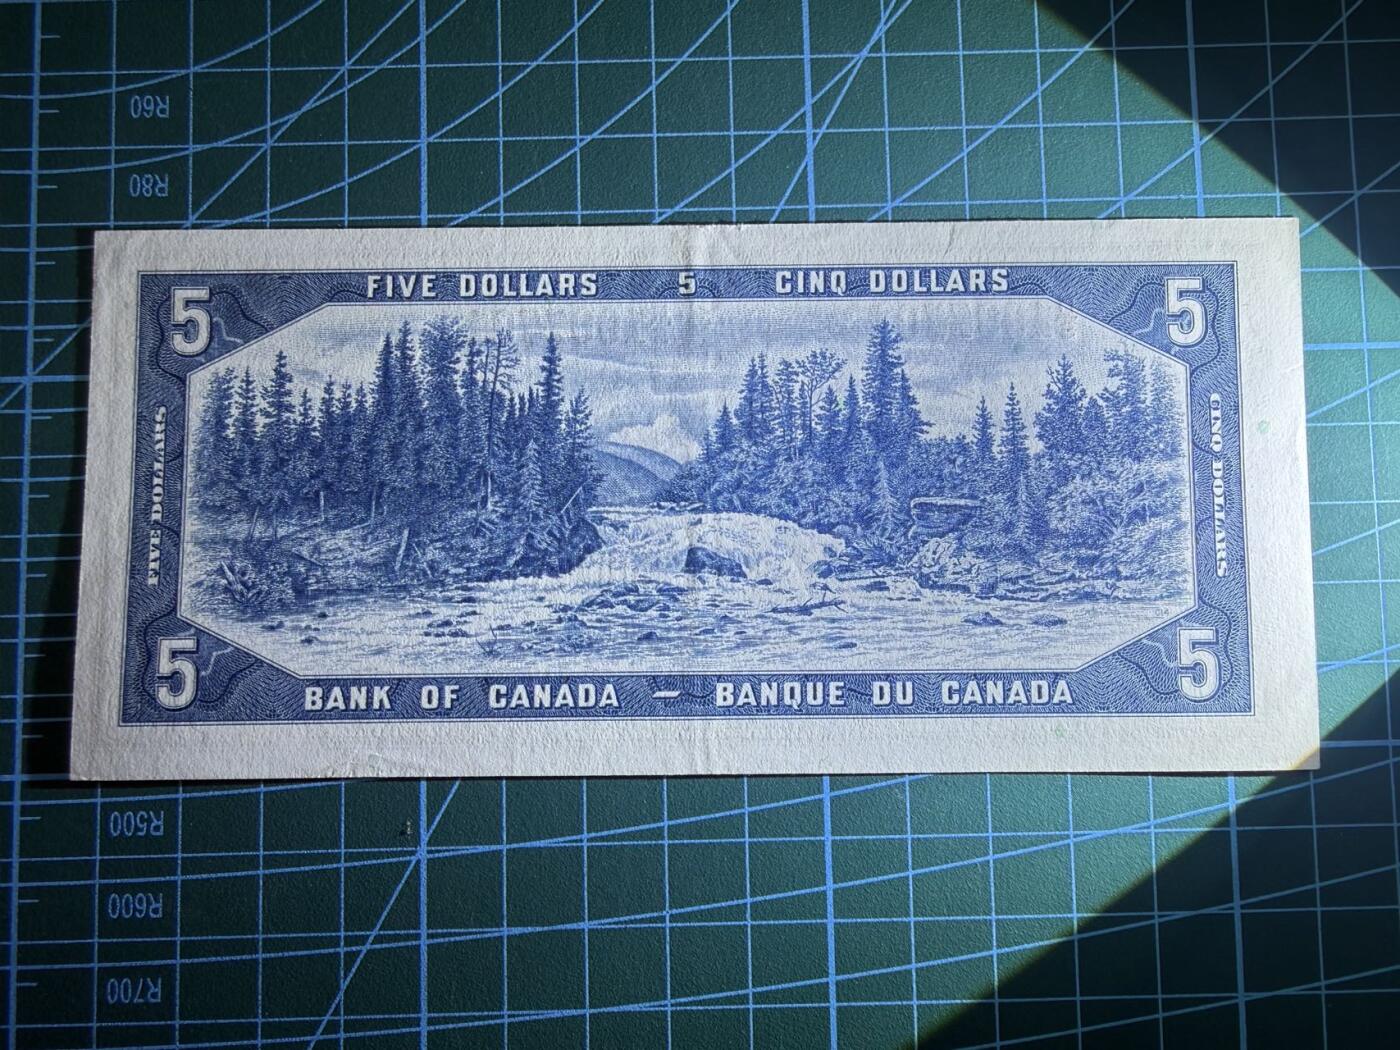 R60
R80
FIVE DOLLARS 5 CINQ DOLLARS
5 5
FIVE DOLLARS
CINQ DOLLARS
5 5
BANK OF CANADA — BANQUE DU CANADA
R500
R600
R700